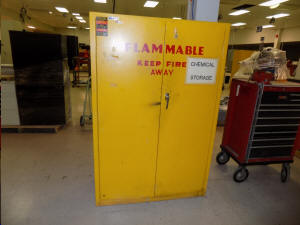 FLAMMABLE
KEEP FIRE
AWAY
CHEMICAL
STORAGE